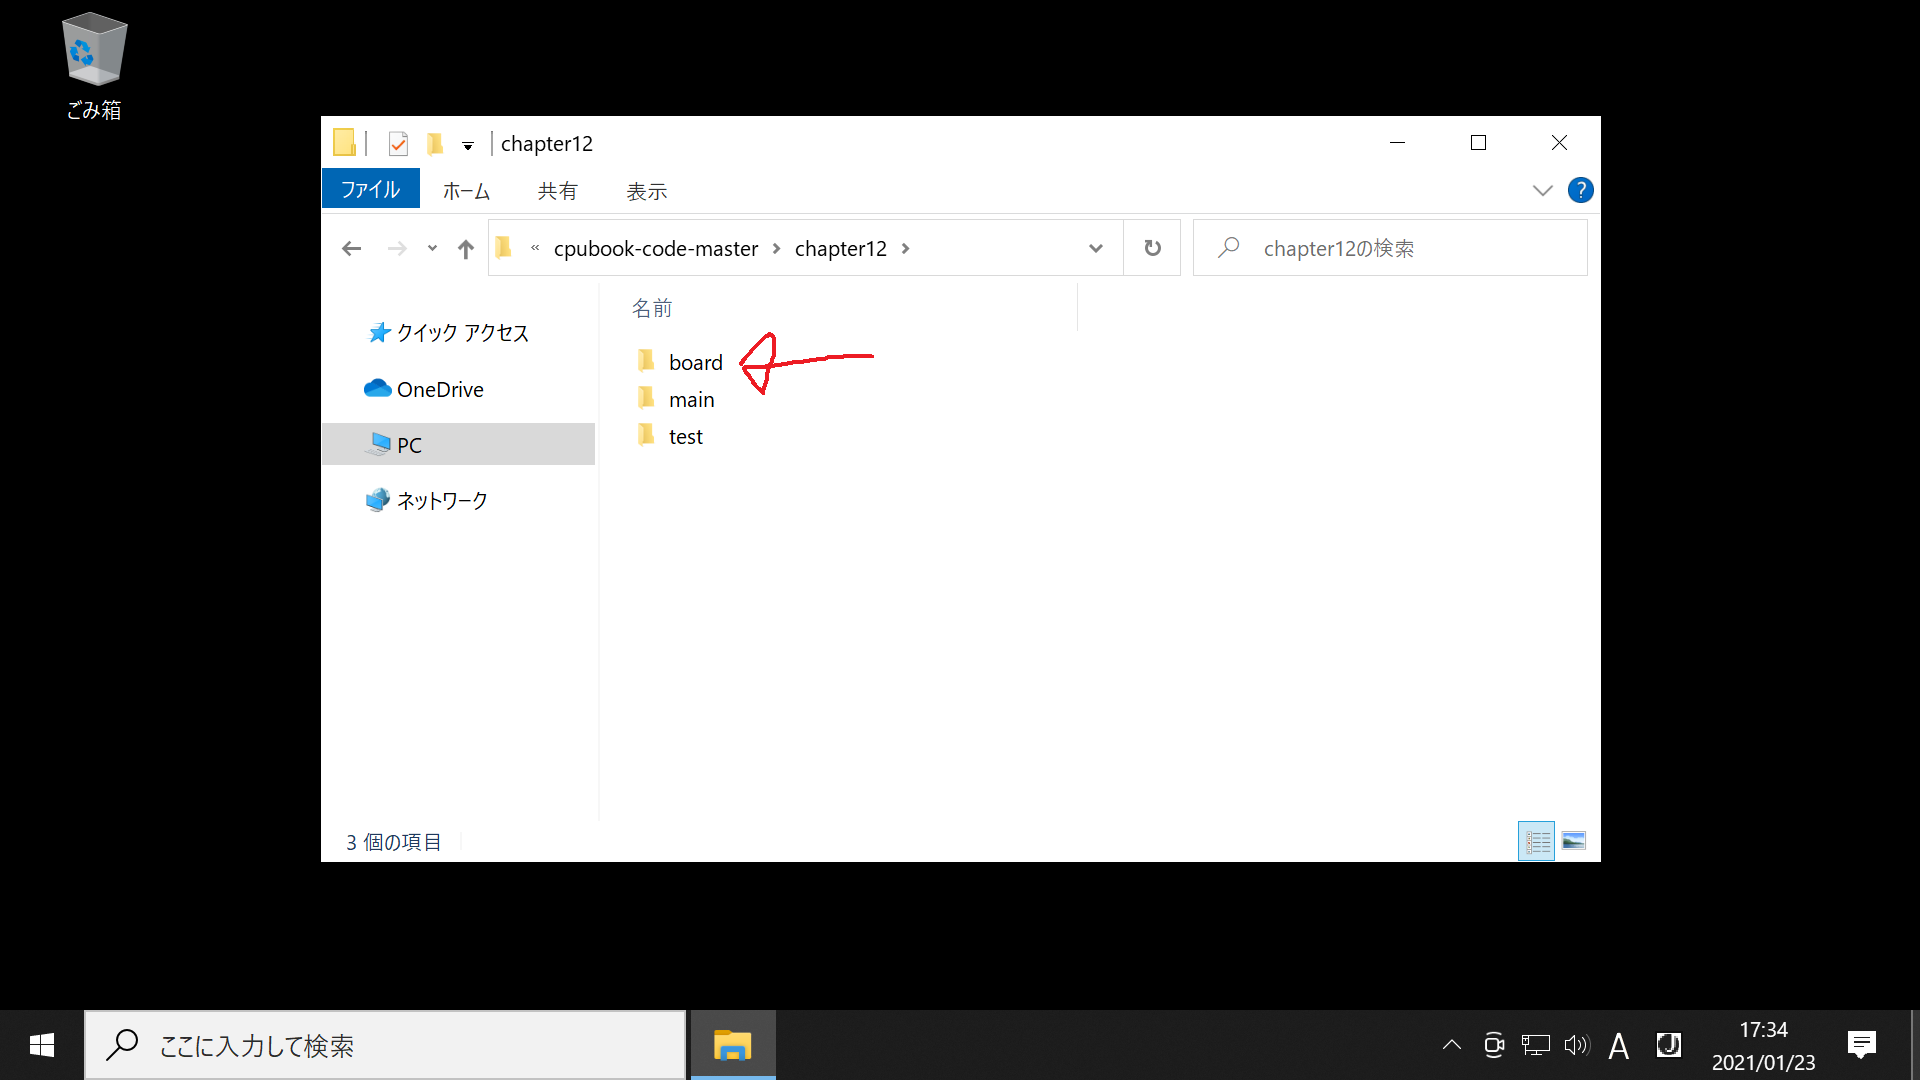 ごみ箱
chapter12
ファイル ホーム 共有 表示 ?
« cpubook-code-master > chapter12 > chapter12の検索
名前
クイック アクセス
OneDrive
PC
ネットワーク
board
main
test
3 個の項目
ここに入力して検索
A J
17:34
2021/01/23